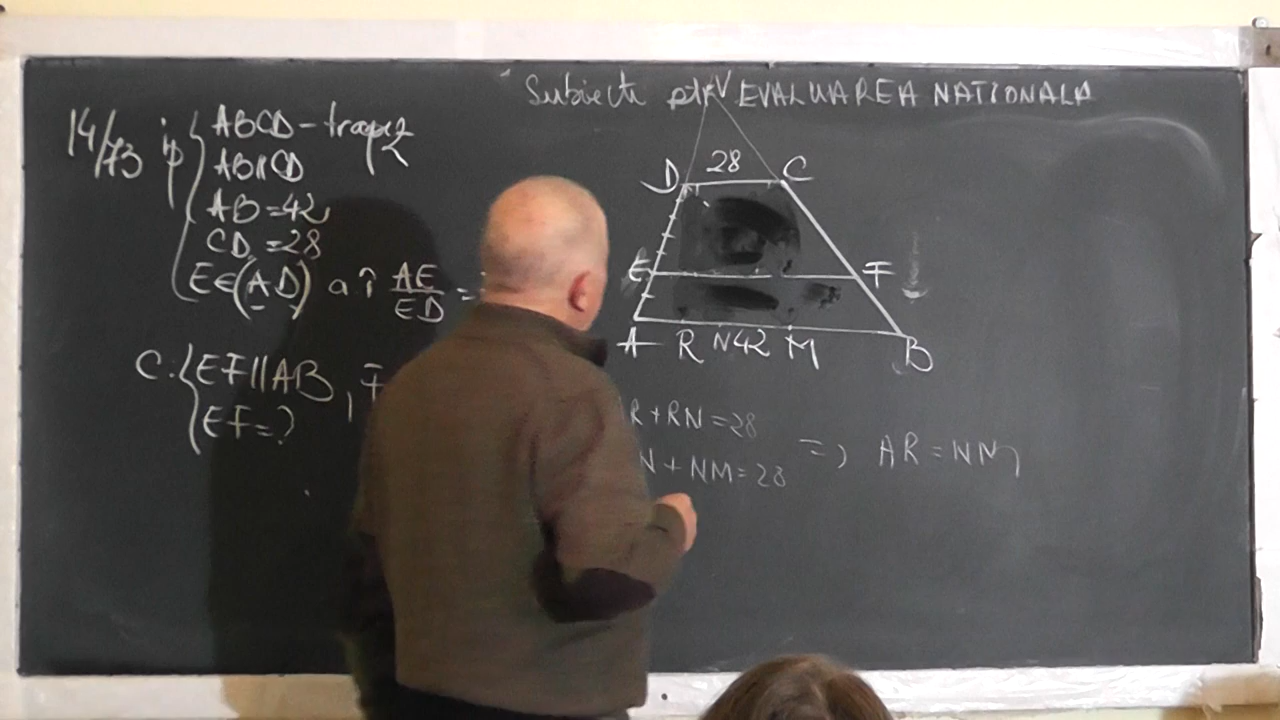 Subiecte ptr EVALUAREA NATIONALA
14/73 ip ABCD - trapez
AB || CD
AB = 42
CD = 28
E ∈ (AD) a î AE/ED =
C. EF || AB, F
EF = ?
V
D 28 C
E F
A R N 42 M B
R + RN = 28
N + NM = 28 => AR = NM